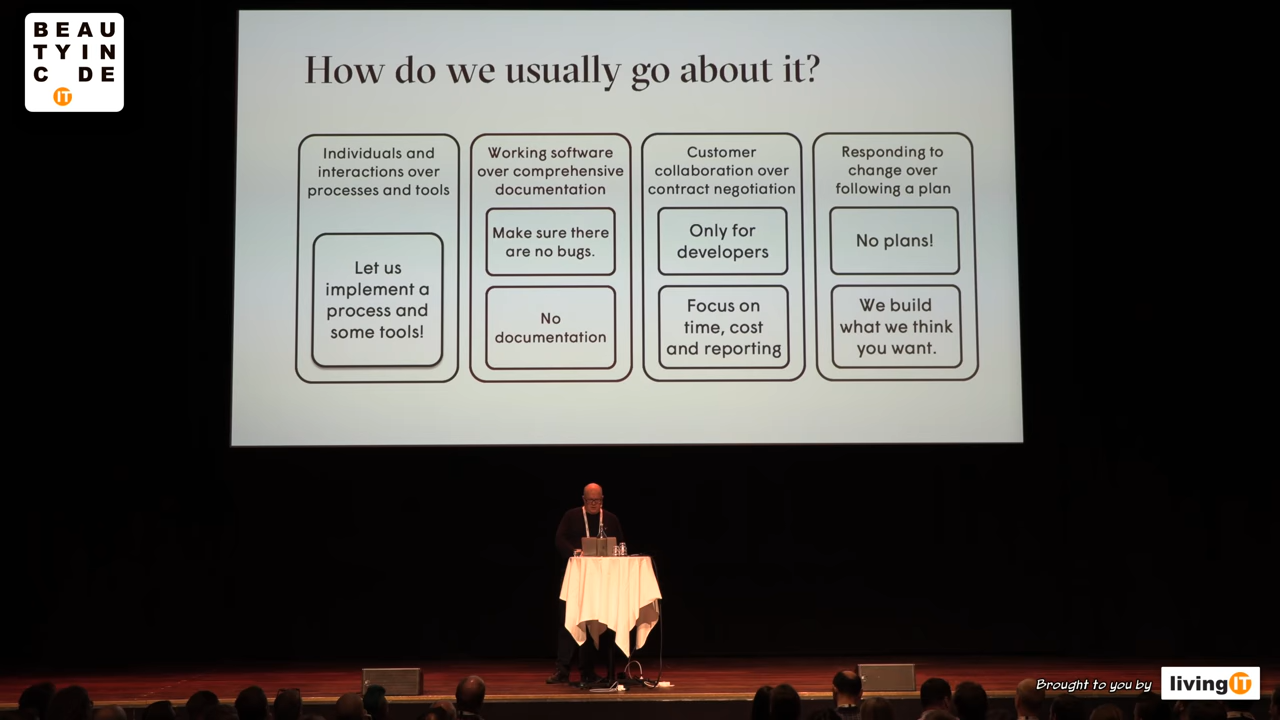 BEAU
TYIN
C DE
IT
How do we usually go about it?
Individuals and
interactions over
processes and tools
Let us
implement a
process and
some tools!
Working software
over comprehensive
documentation
Make sure there
are no bugs.
No
documentation
Customer
collaboration over
contract negotiation
Only for
developers
Focus on
time, cost
and reporting
Responding to
change over
following a plan
No plans!
We build
what we think
you want.
Brought to you by
livingIT